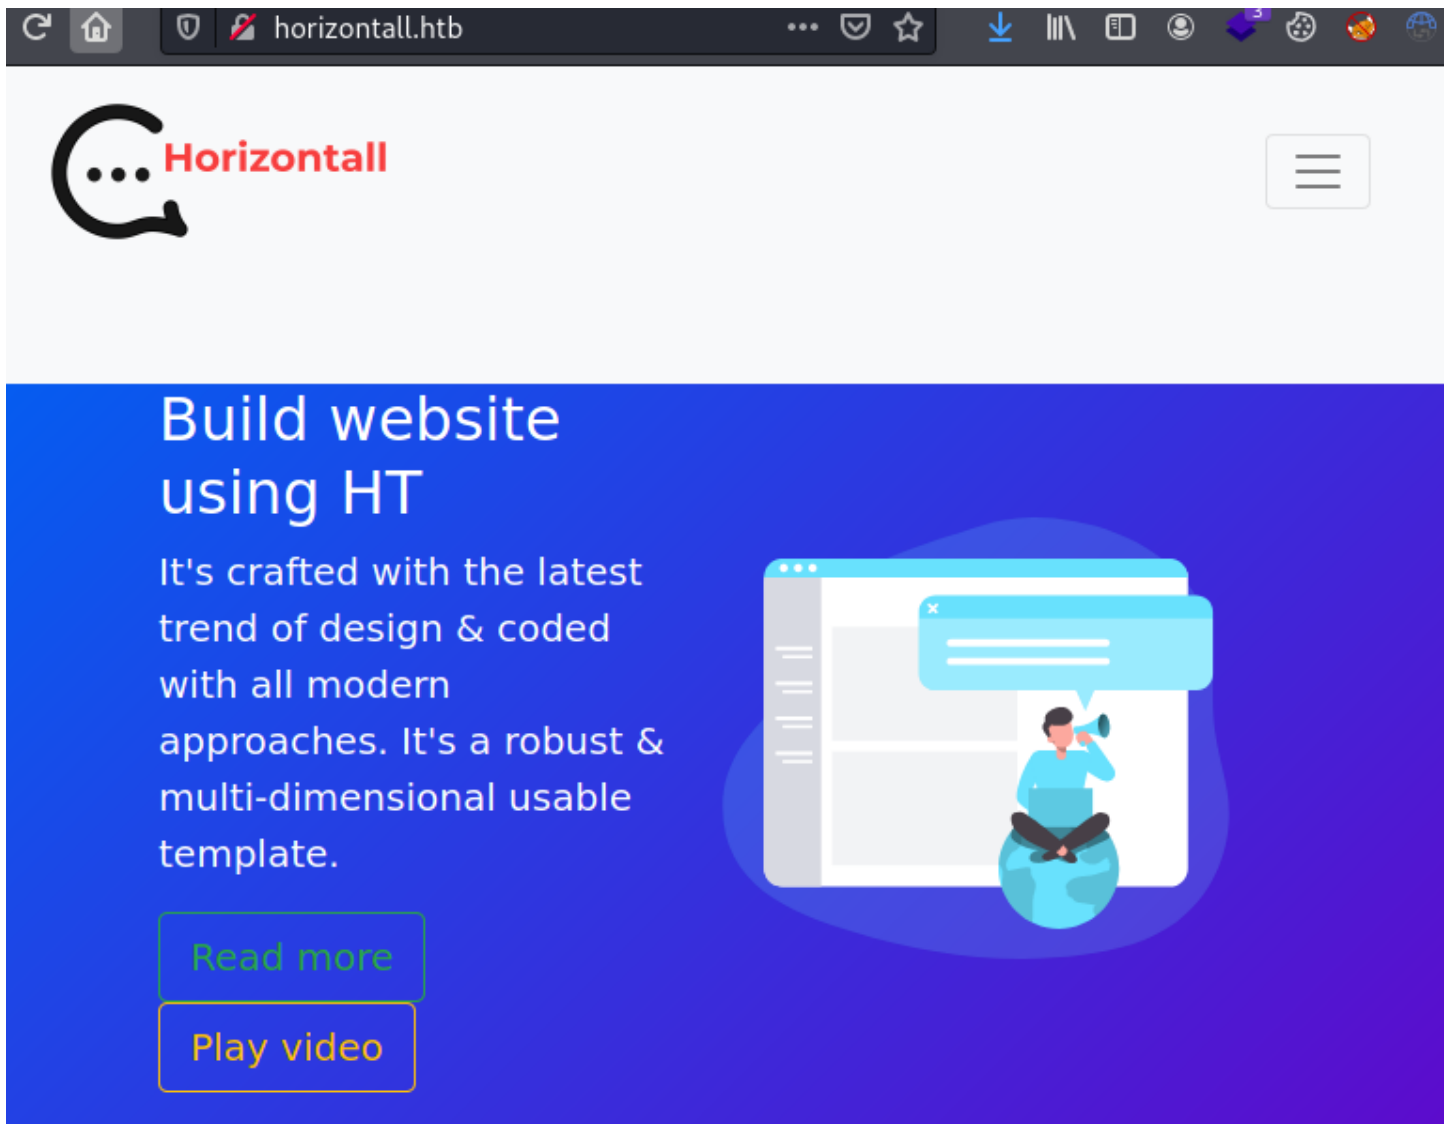 horizontall.htb
3
Horizontall
Build website
using HT
It's crafted with the latest
trend of design & coded
with all modern
approaches. It's a robust &
multi-dimensional usable
template.
Read more
Play video